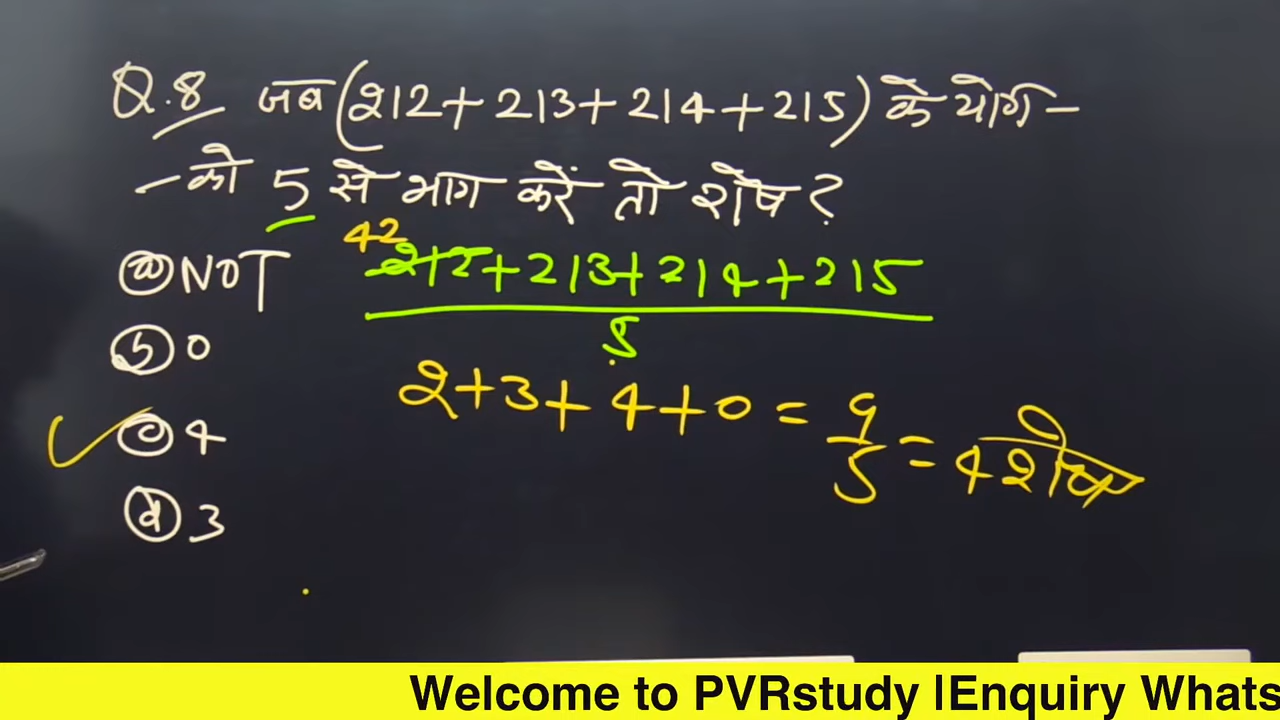 Q.8 जब (212+213+214+215) के योग -
- को 5 से भाग करें तो शेष ?
42
ⓐ NOT 212+213+214+215
5
ⓑ 0
2+3+4+0 = 9/5 = 4 शेष
ⓒ 4
ⓓ 3
Welcome to PVRstudy |Enquiry Whats